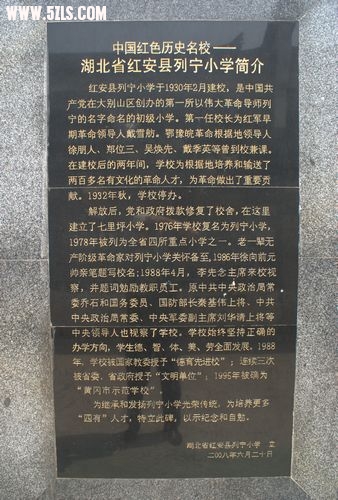 www.5ZLS.com
中国红色历史名校——
湖北省红安县列宁小学简介
红安县列宁小学于1930年2月建校，是中国共
产党在大别山区创办的第一所以伟大革命导师列
宁的名字命名的初级小学。第一任校长为红军早
期革命领导人戴雪舫。鄂豫皖革命根据地领导人
徐朋人、郑位三、吴焕先、戴季英等曾到校兼课。
在建校后的两年间，学校为根据地培养和输送了
两百多名有文化的革命人才，为革命做出了重要贡
献。1932年秋，学校停办。
解放后，党和政府拨款修复了校舍，在这里
建立了七里坪小学。1976年学校复名为列宁小学，
1978年被列为全省四所重点小学之一。老一辈无
产阶级革命家对列宁小学关怀备至，1986年徐向前元
帅亲笔题写校名；1988年4月，李先念主席来校视
察，并题词勉励教职员工。原中共中央政治局常
委乔石和国务委员、国防部长秦基伟上将、中共
中央政治局常委、中央军委副主席刘华清上将等
中央领导人也视察了学校。学校始终坚持正确的
办学方向，学生德、智、体、美、劳全面发展。1988
年，学校被国家教委授予“德育先进校”；连续三次
被省委、省政府授予“文明单位”；1995年被确为
“黄冈市示范学校”。
为继承和发扬列宁小学光荣传统，为培养更多
“四有”人才，特立此碑，以示纪念和自勉。
湖北省红安县列宁小学 立
二00八年六月二十日